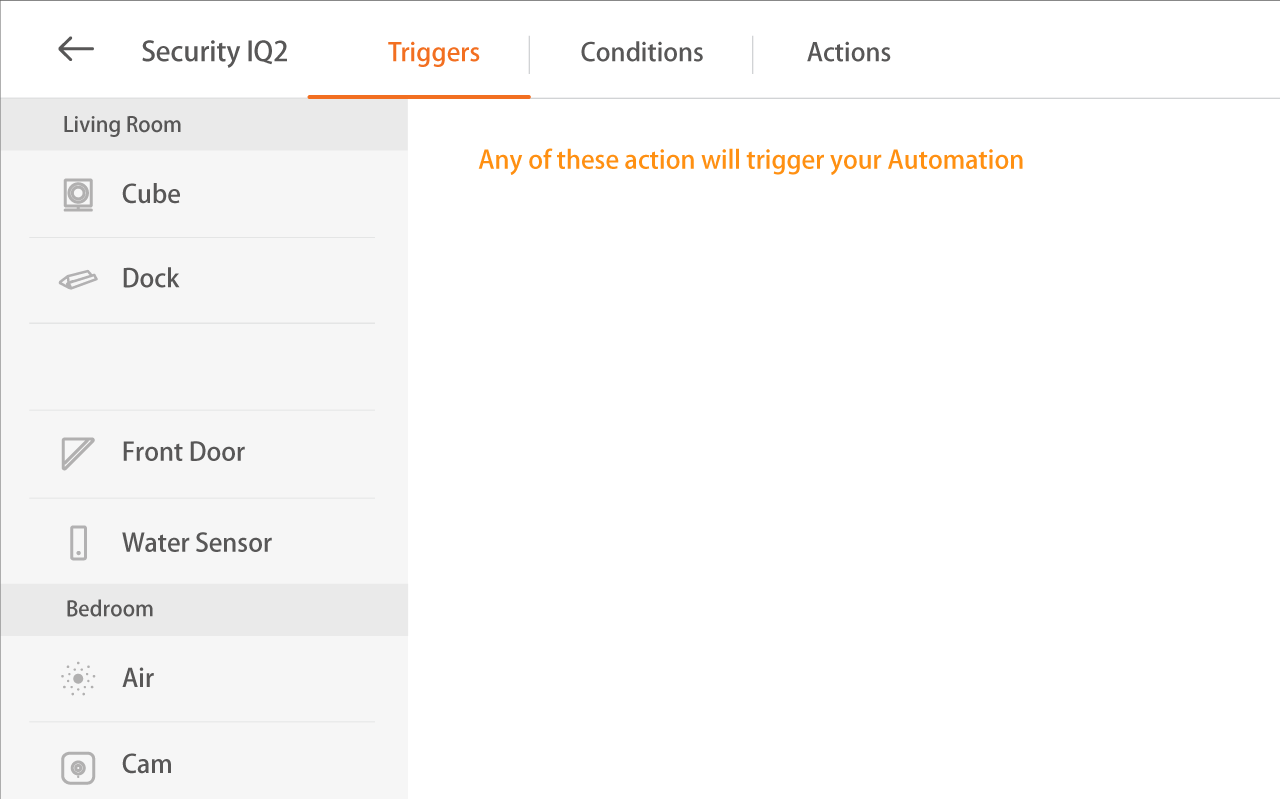 Security IQ2
Triggers
Conditions
Actions
Living Room
Cube
Dock
Front Door
Water Sensor
Bedroom
Air
Cam
Any of these action will trigger your Automation